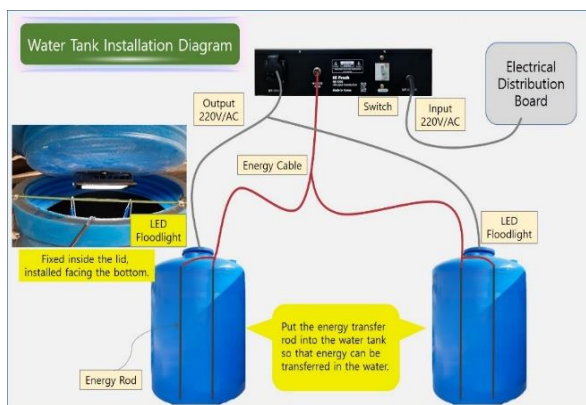 Water Tank Installation Diagram
Electrical
Distribution
Board
Output
220V/AC
Switch
Input
220V/AC
Energy Cable
LED
Floodlight
Fixed inside the lid,
installed facing the bottom.
LED
Floodlight
Put the energy transfer
rod into the water tank
so that energy can be
transferred in the water.
Energy Rod